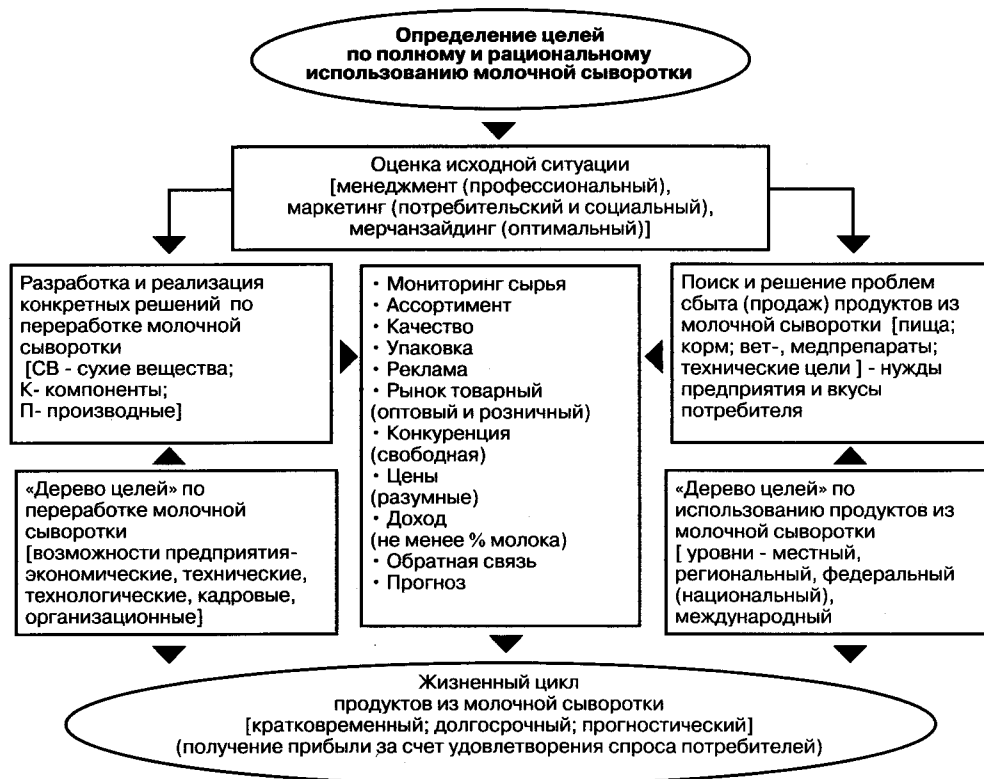 Определение целей
по полному и рациональному
использованию молочной сыворотки
Оценка исходной ситуации
[менеджмент (профессиональный),
маркетинг (потребительский и социальный),
мерчанзайдинг (оптимальный)]
Разработка и реализация
конкретных решений по
переработке молочной
сыворотки
[СВ - сухие вещества;
К- компоненты;
П- производные]
· Мониторинг сырья
· Ассортимент
· Качество
· Упаковка
· Реклама
· Рынок товарный
(оптовый и розничный)
· Конкуренция
(свободная)
· Цены
(разумные)
· Доход
(не менее % молока)
· Обратная связь
· Прогноз
Поиск и решение проблем
сбыта (продаж) продуктов из
молочной сыворотки [пища;
корм; вет-, медпрепараты;
технические цели ] - нужды
предприятия и вкусы
потребителя
«Дерево целей» по
переработке молочной
сыворотки
[возможности предприятия-
экономические, технические,
технологические, кадровые,
организационные]
«Дерево целей» по
использованию продуктов из
молочной сыворотки
[ уровни - местный,
региональный, федеральный
(национальный),
международный
Жизненный цикл
продуктов из молочной сыворотки
[кратковременный; долгосрочный; прогностический]
(получение прибыли за счет удовлетворения спроса потребителей)